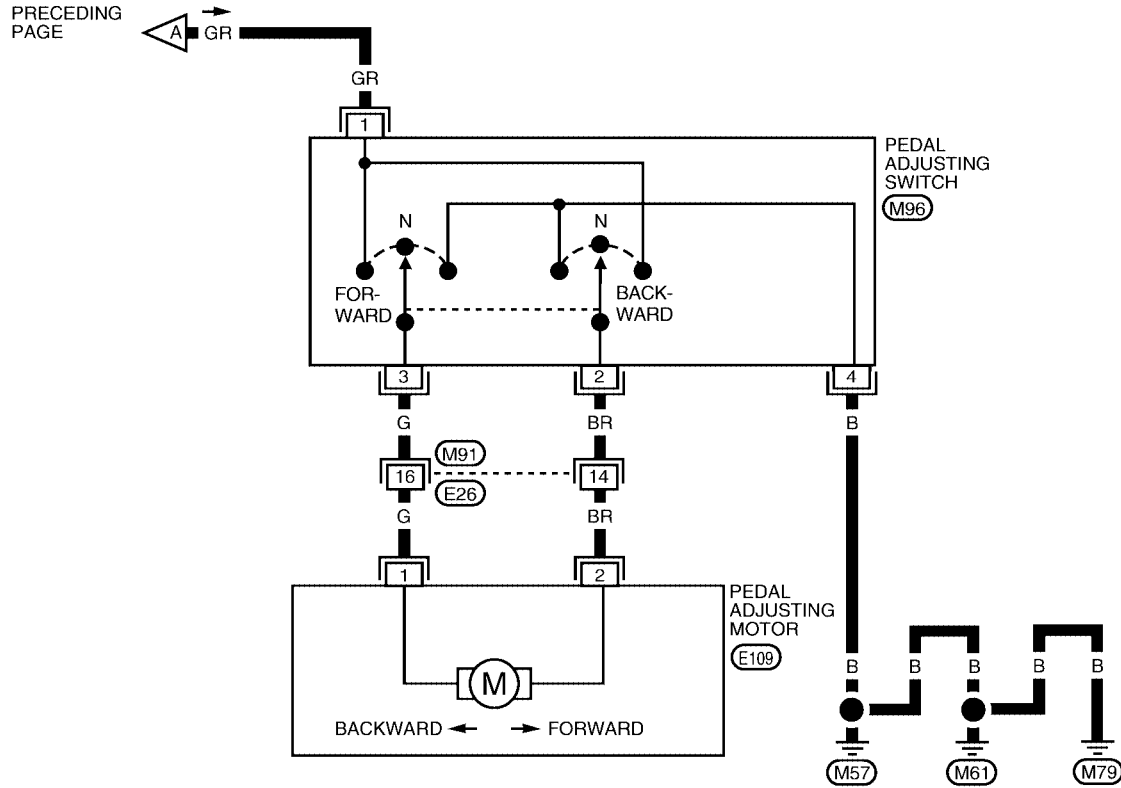 PRECEDING
PAGE
A
GR
GR
1
PEDAL
ADJUSTING
SWITCH
M96
N
N
FOR-
WARD
BACK-
WARD
3
2
4
G
BR
B
M91
16
14
E26
G
BR
1
2
PEDAL
ADJUSTING
MOTOR
E109
M
BACKWARD
FORWARD
B
B
B
B
B
M57
M61
M79